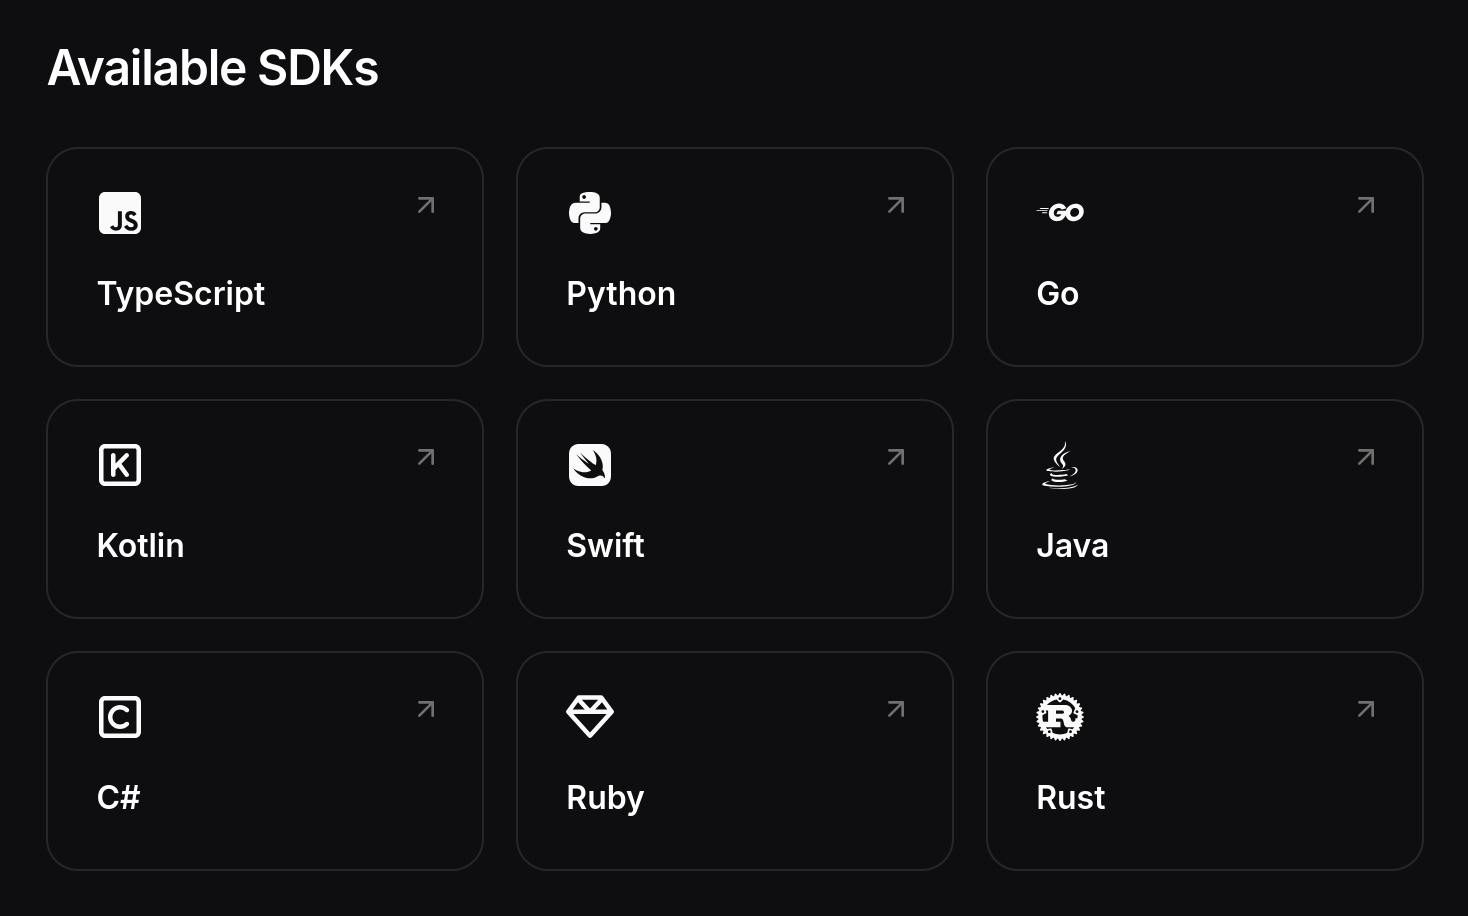 Available SDKs
JS
TypeScript
Python
GO
Go
K
Kotlin
Swift
Java
C
C#
Ruby
R
Rust